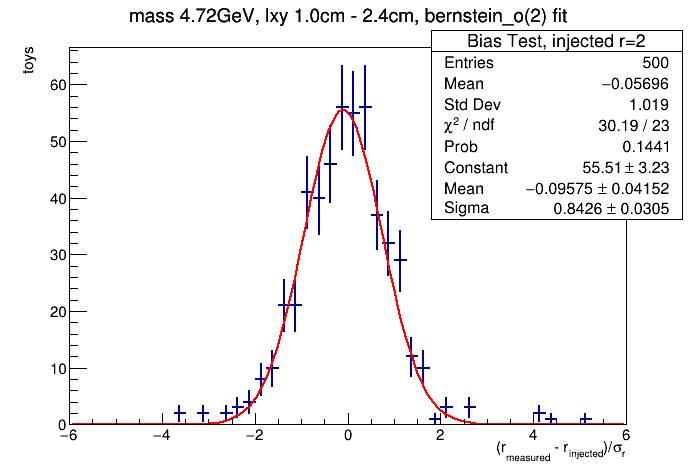 mass 4.72GeV, lxy 1.0cm - 2.4cm, bernstein_o(2) fit
Bias Test, injected r=2
Entries 500
Mean −0.05696
Std Dev 1.019
χ² / ndf 30.19 / 23
Prob 0.1441
Constant 55.51 ± 3.23
Mean −0.09575 ± 0.04152
Sigma 0.8426 ± 0.0305
toys
60
50
40
30
20
10
0
−6 −4 −2 0 2 4 6
(r_measured - r_injected)/σ_r